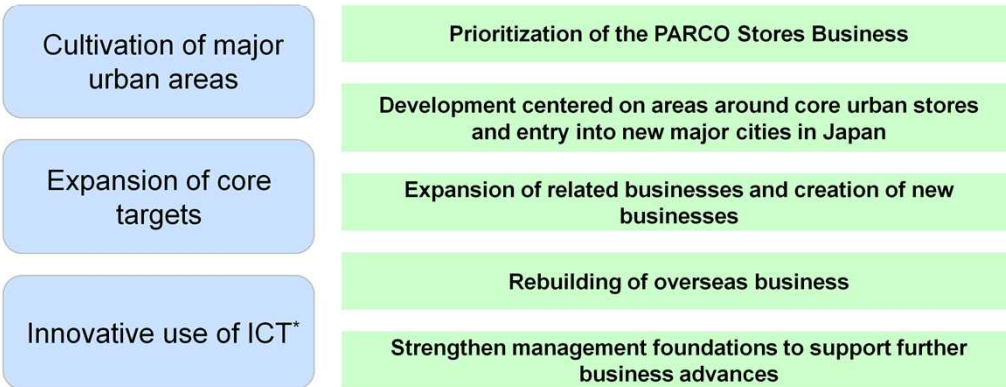 Cultivation of major
urban areas
Expansion of core
targets
Innovative use of ICT*
Prioritization of the PARCO Stores Business
Development centered on areas around core urban stores
and entry into new major cities in Japan
Expansion of related businesses and creation of new
businesses
Rebuilding of overseas business
Strengthen management foundations to support further
business advances